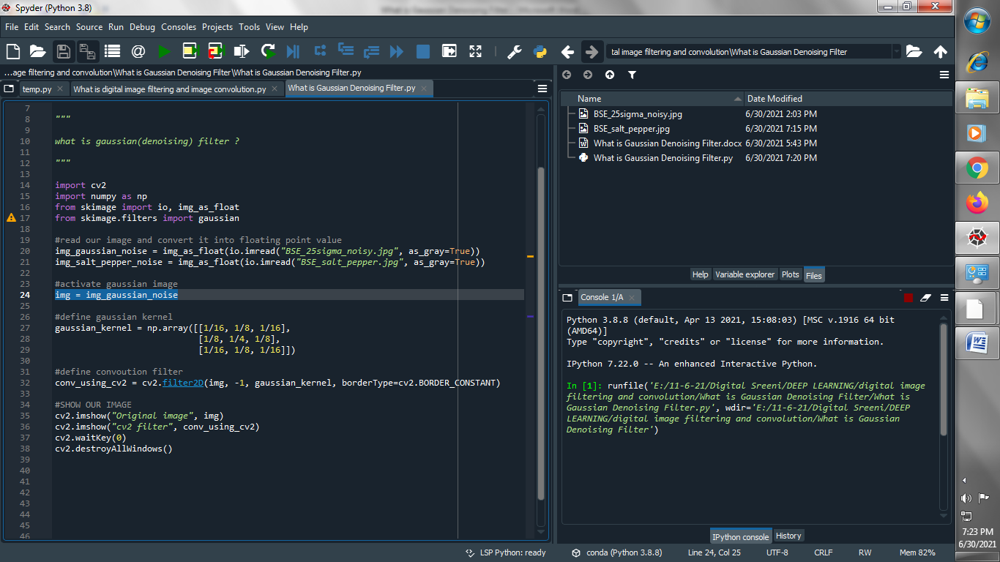 Spyder (Python 3.8)
What is Gaussian Denoising Filter - Microsoft Word
File Edit Search Source Run Debug Consoles Projects Tools View Help
tal image filtering and convolution\What is Gaussian Denoising Filter
...age filtering and convolution\What is Gaussian Denoising Filter\What is Gaussian Denoising Filter.py
temp.py What is digital image filtering and image convolution.py What is Gaussian Denoising Filter.py
7
8 """
9
10 what is gaussian(denoising) filter ?
11
12 """
13
14 import cv2
15 import numpy as np
16 from skimage import io, img_as_float
17 from skimage.filters import gaussian
18
19 #read our image and convert it into floating point value
20 img_gaussian_noise = img_as_float(io.imread("BSE_25sigma_noisy.jpg", as_gray=True))
21 img_salt_pepper_noise = img_as_float(io.imread("BSE_salt_pepper.jpg", as_gray=True))
22
23 #activate gaussian image
24 img = img_gaussian_noise
25
26 #define gaussian kernel
27 gaussian_kernel = np.array([[1/16, 1/8, 1/16],
28 [1/8, 1/4, 1/8],
29 [1/16, 1/8, 1/16]])
30
31 #define convoution filter
32 conv_using_cv2 = cv2.filter2D(img, -1, gaussian_kernel, borderType=cv2.BORDER_CONSTANT)
33
34 #SHOW OUR IMAGE
35 cv2.imshow("Original image", img)
36 cv2.imshow("cv2 filter", conv_using_cv2)
37 cv2.waitKey(0)
38 cv2.destroyAllWindows()
39
40
41
42
43
44
45
46
Name Date Modified
BSE_25sigma_noisy.jpg 6/30/2021 2:03 PM
BSE_salt_pepper.jpg 6/30/2021 7:15 PM
What is Gaussian Denoising Filter.docx 6/30/2021 5:43 PM
What is Gaussian Denoising Filter.py 6/30/2021 7:20 PM
Help Variable explorer Plots Files
Console 1/A
Python 3.8.8 (default, Apr 13 2021, 15:08:03) [MSC v.1916 64 bit
(AMD64)]
Type "copyright", "credits" or "license" for more information.
IPython 7.22.0 -- An enhanced Interactive Python.
In [1]: runfile('E:/11-6-21/Digital Sreeni/DEEP LEARNING/digital image
filtering and convolution/What is Gaussian Denoising Filter/What is
Gaussian Denoising Filter.py', wdir='E:/11-6-21/Digital Sreeni/DEEP
LEARNING/digital image filtering and convolution/What is Gaussian
Denoising Filter')
IPython console History
LSP Python: ready conda (Python 3.8.8) Line 24, Col 25 UTF-8 CRLF RW Mem 82%
7:23 PM
6/30/2021